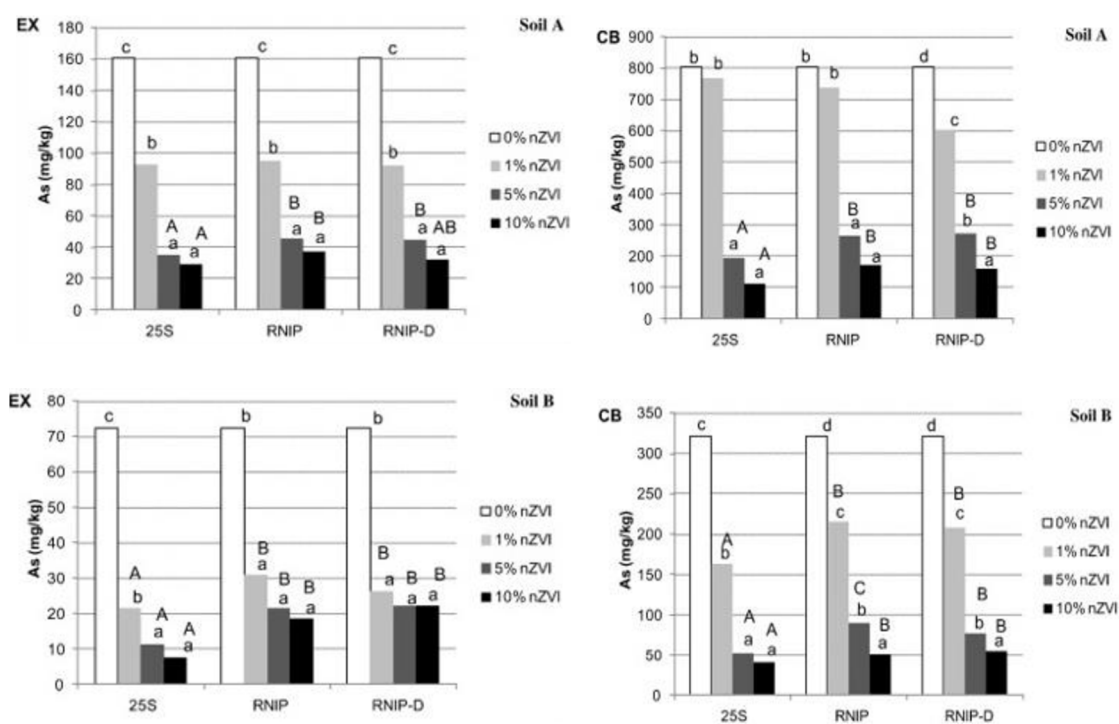 EX
Soil A
180
160
140
120
100
80
60
40
20
0
As (mg/kg)
c
b
A
a
A
a
c
b
B
a
B
a
c
b
B
a
AB
a
25S
RNIP
RNIP-D
0% nZVI
1% nZVI
5% nZVI
10% nZVI
CB
Soil A
900
800
700
600
500
400
300
200
100
0
As (mg/kg)
b
b
A
a
A
a
b
b
B
a
B
a
d
c
B
b
B
a
25S
RNIP
RNIP-D
0% nZVI
1% nZVI
5% nZVI
10% nZVI
EX
Soil B
80
70
60
50
40
30
20
10
0
As (mg/kg)
c
A
b
A
a
A
a
b
B
a
B
a
B
a
b
B
a
B
a
B
a
25S
RNIP
RNIP-D
0% nZVI
1% nZVI
5% nZVI
10% nZVI
CB
Soil B
350
300
250
200
150
100
50
0
As (mg/kg)
c
A
b
A
a
A
a
d
B
c
C
b
B
a
d
B
c
B
b
B
a
25S
RNIP
RNIP-D
0% nZVI
1% nZVI
5% nZVI
10% nZVI